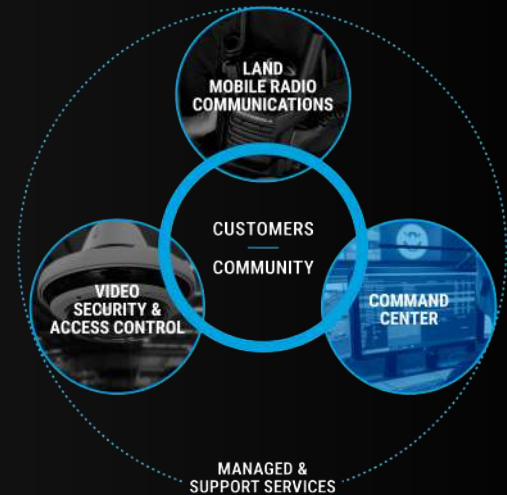 LAND
MOBILE RADIO
COMMUNICATIONS
CUSTOMERS
COMMUNITY
VIDEO
SECURITY &
ACCESS CONTROL
COMMAND
CENTER
MANAGED &
SUPPORT SERVICES